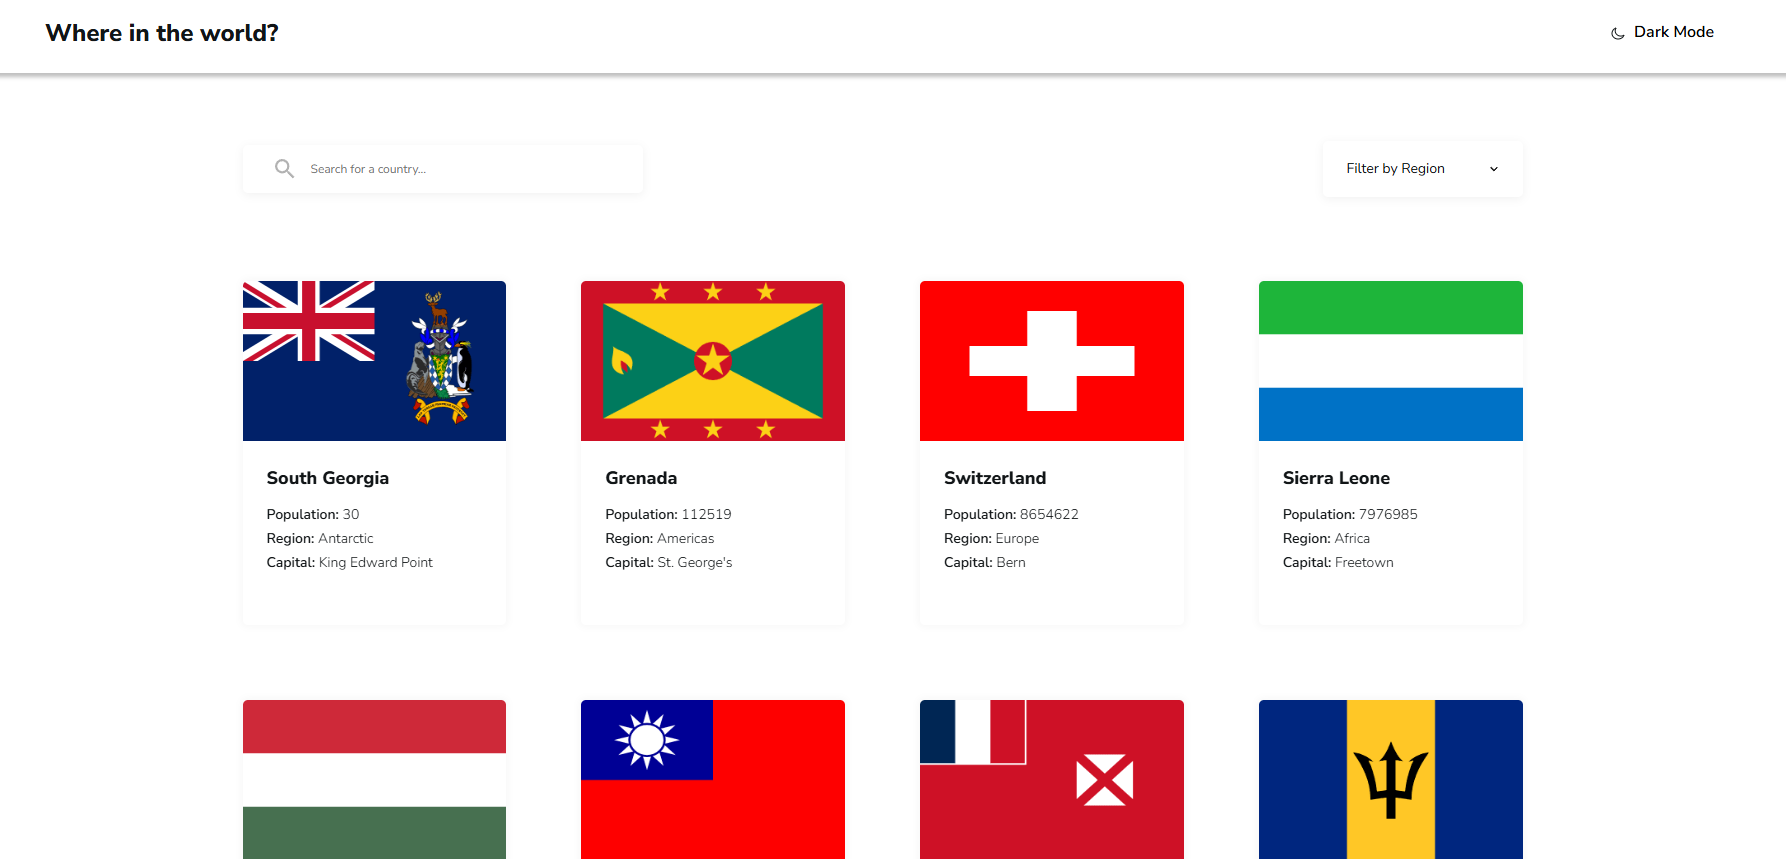 Where in the world?
Dark Mode
Search for a country...
Filter by Region
South Georgia
Population: 30
Region: Antarctic
Capital: King Edward Point
Grenada
Population: 112519
Region: Americas
Capital: St. George's
Switzerland
Population: 8654622
Region: Europe
Capital: Bern
Sierra Leone
Population: 7976985
Region: Africa
Capital: Freetown